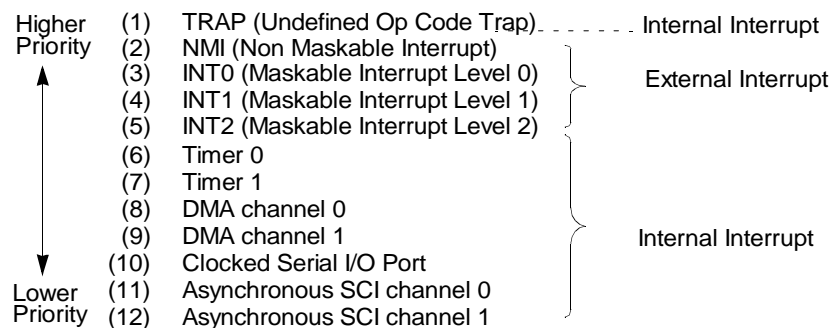 Higher (1) TRAP (Undefined Op Code Trap) Internal Interrupt
Priority (2) NMI (Non Maskable Interrupt)
(3) INT0 (Maskable Interrupt Level 0) External Interrupt
(4) INT1 (Maskable Interrupt Level 1)
(5) INT2 (Maskable Interrupt Level 2)
(6) Timer 0
(7) Timer 1
(8) DMA channel 0
(9) DMA channel 1 Internal Interrupt
(10) Clocked Serial I/O Port
Lower (11) Asynchronous SCI channel 0
Priority (12) Asynchronous SCI channel 1